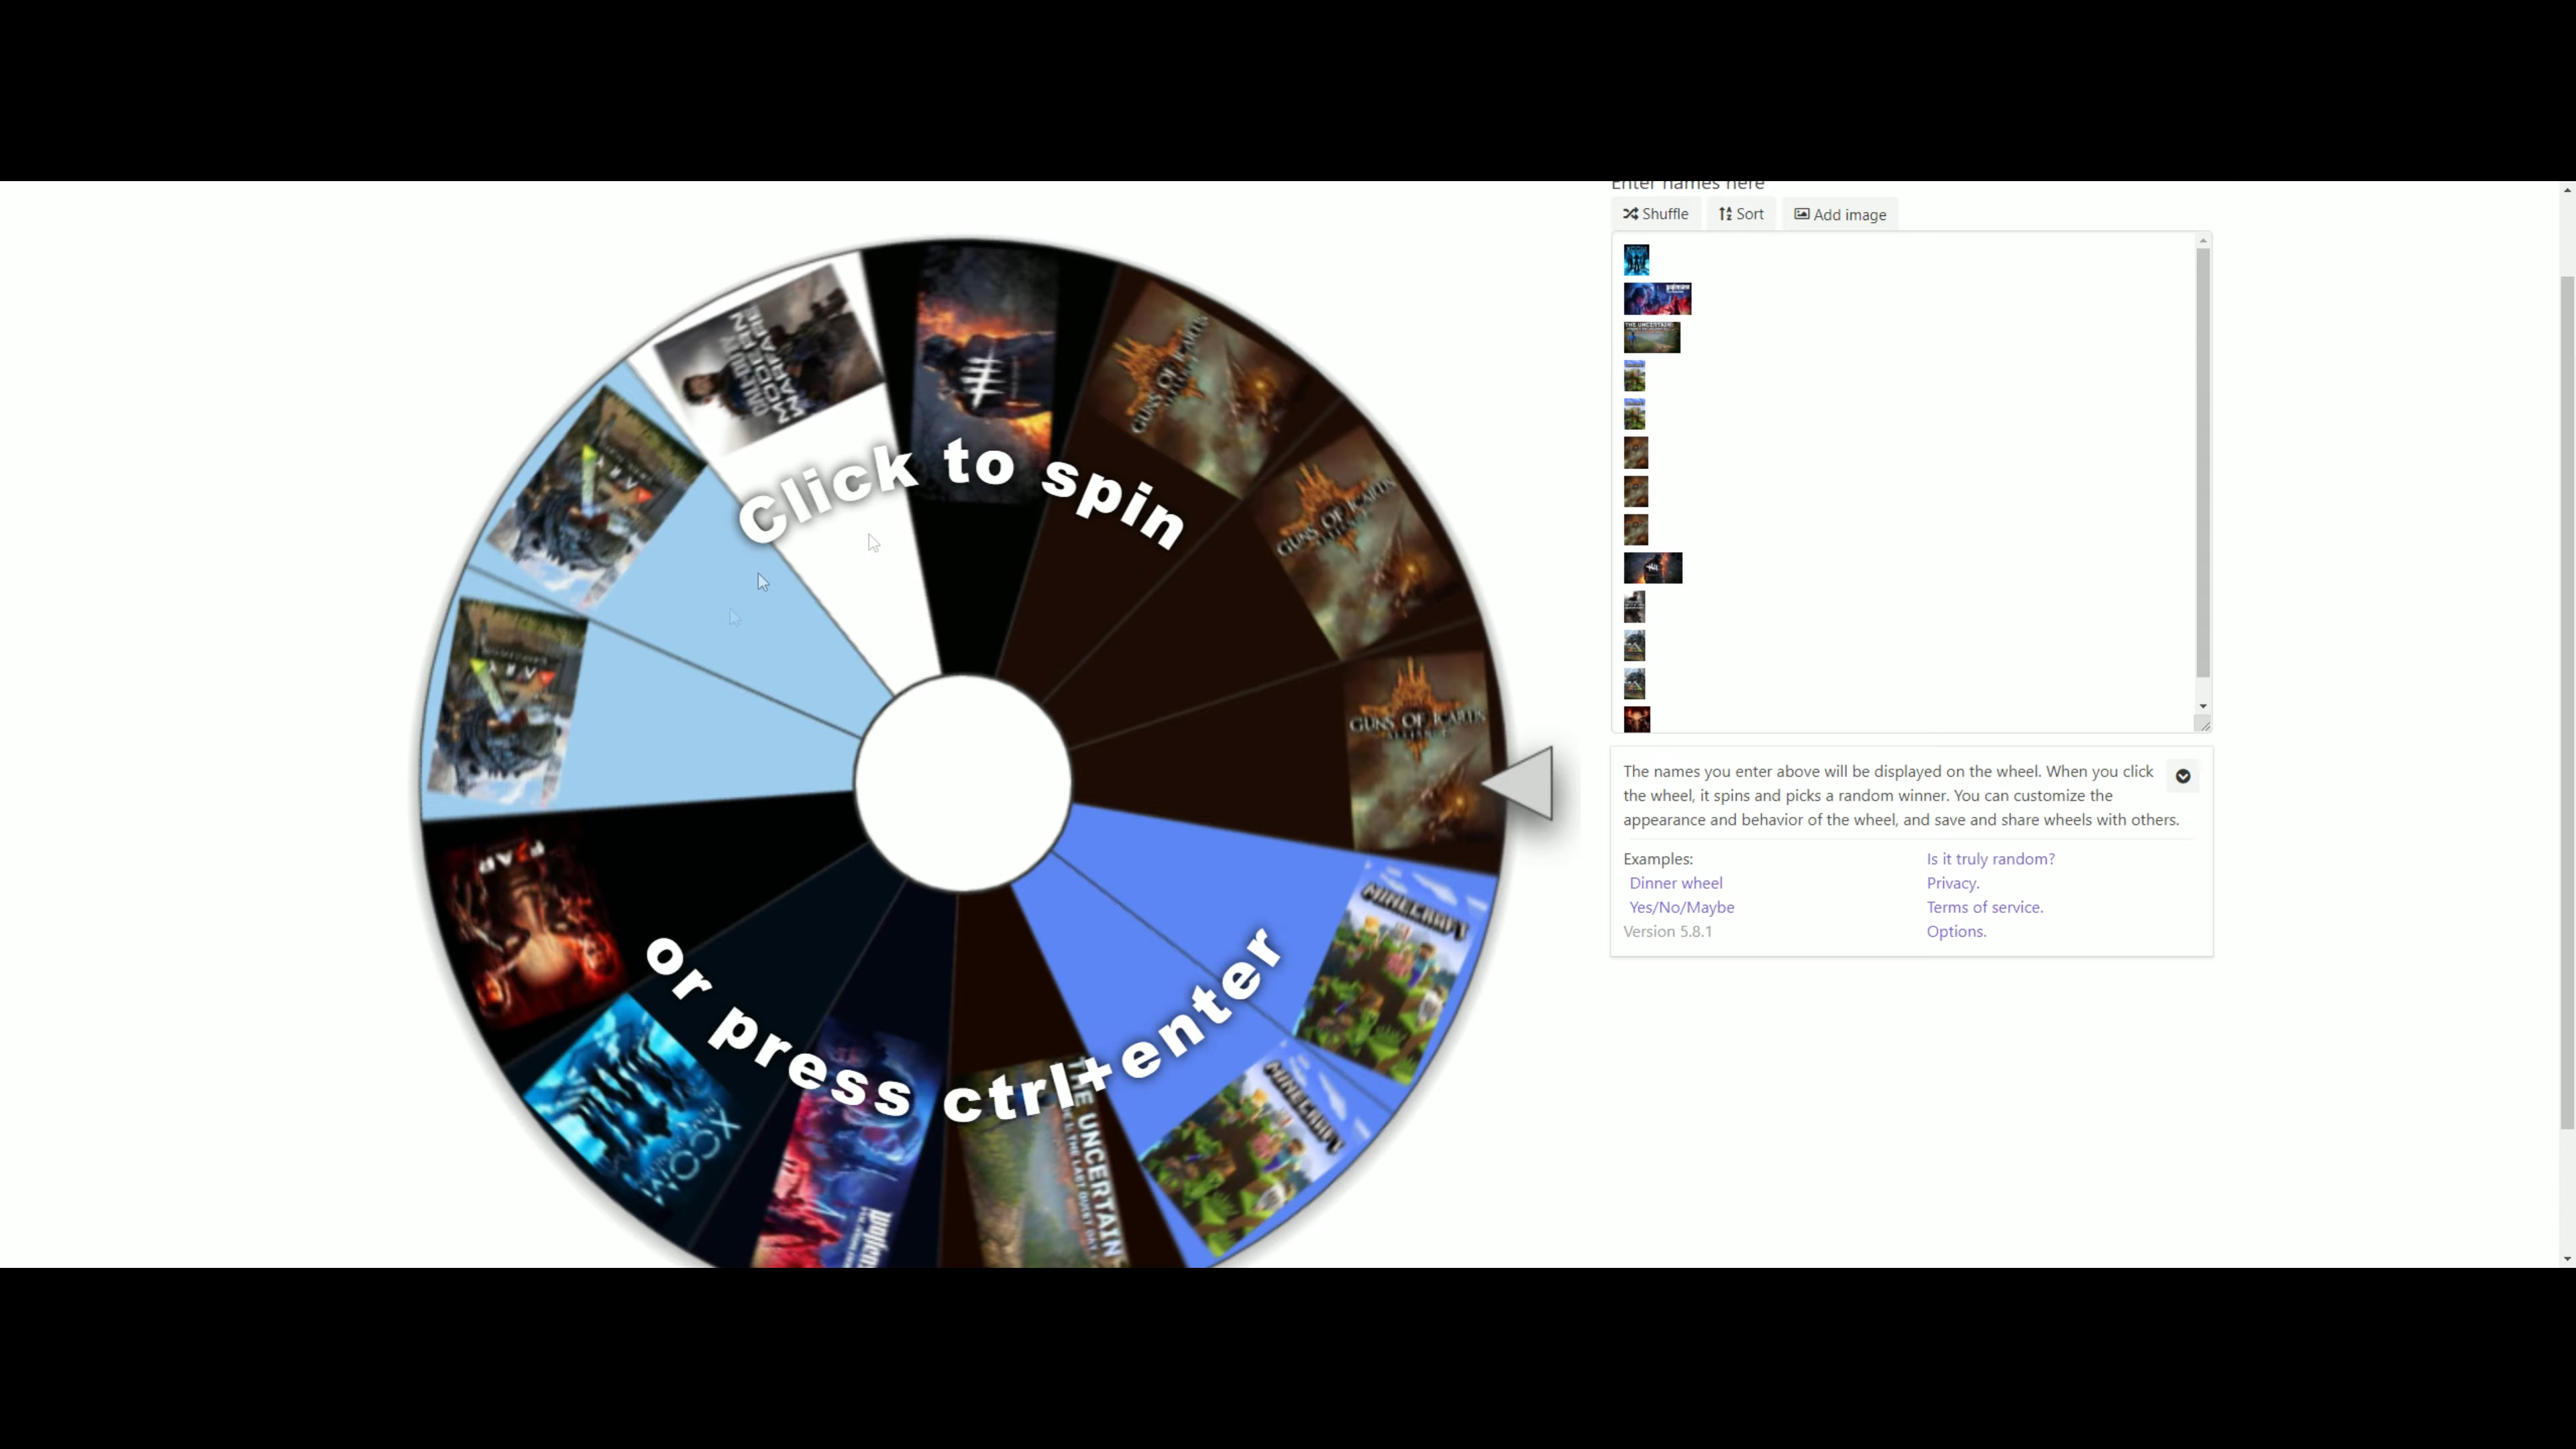 Enter names here
Shuffle
Sort
Add image
Click to spin
or press ctrl+enter
CALL OF DUTY
MODERN
WARFARE
GUNS OF ICARUS
GUNS OF ICARUS
GUNS OF ICARUS
ALLIANCE
MINECRAFT
MINECRAFT
THE UNCERTAIN
XCOM
THE UNCERTAIN
The names you enter above will be displayed on the wheel. When you click
the wheel, it spins and picks a random winner. You can customize the
appearance and behavior of the wheel, and save and share wheels with others.
Examples:
Dinner wheel
Yes/No/Maybe
Version 5.8.1
Is it truly random?
Privacy.
Terms of service.
Options.